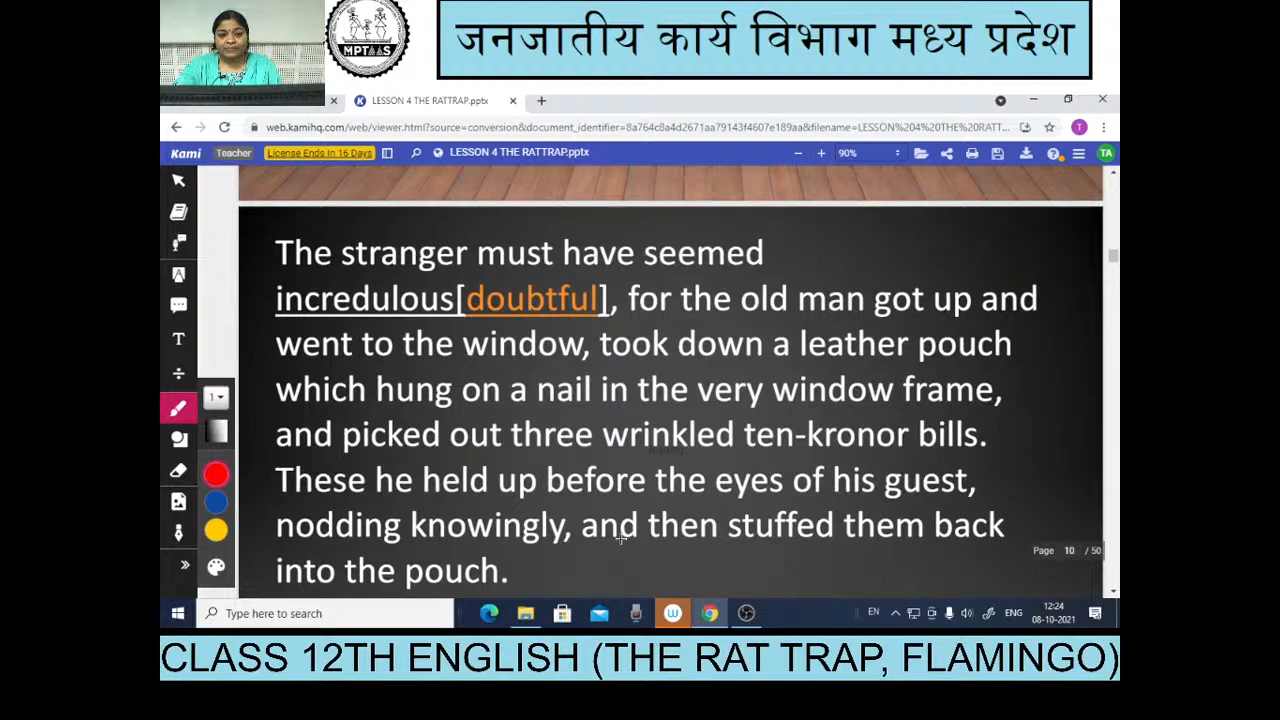 MPTAAS
जनजातीय कार्य विभाग मध्य प्रदेश
LESSON 4 THE RATTRAP.pptx
web.kamihq.com/web/viewer.html?source=conversion&document_identifier=8a764c8a4d2671aa79143f4607e189aa&filename=LESSON%204%20THE%20RATT...
T
Kami Teacher License Ends In 16 Days LESSON 4 THE RATTRAP.pptx 90% TA
The stranger must have seemed
incredulous[doubtful], for the old man got up and
went to the window, took down a leather pouch
which hung on a nail in the very window frame,
and picked out three wrinkled ten-kronor bills.
These he held up before the eyes of his guest,
nodding knowingly, and then stuffed them back
into the pouch.
1
Page 10 / 50
Type here to search
EN ENG 12:24
08-10-2021
CLASS 12TH ENGLISH (THE RAT TRAP, FLAMINGO)